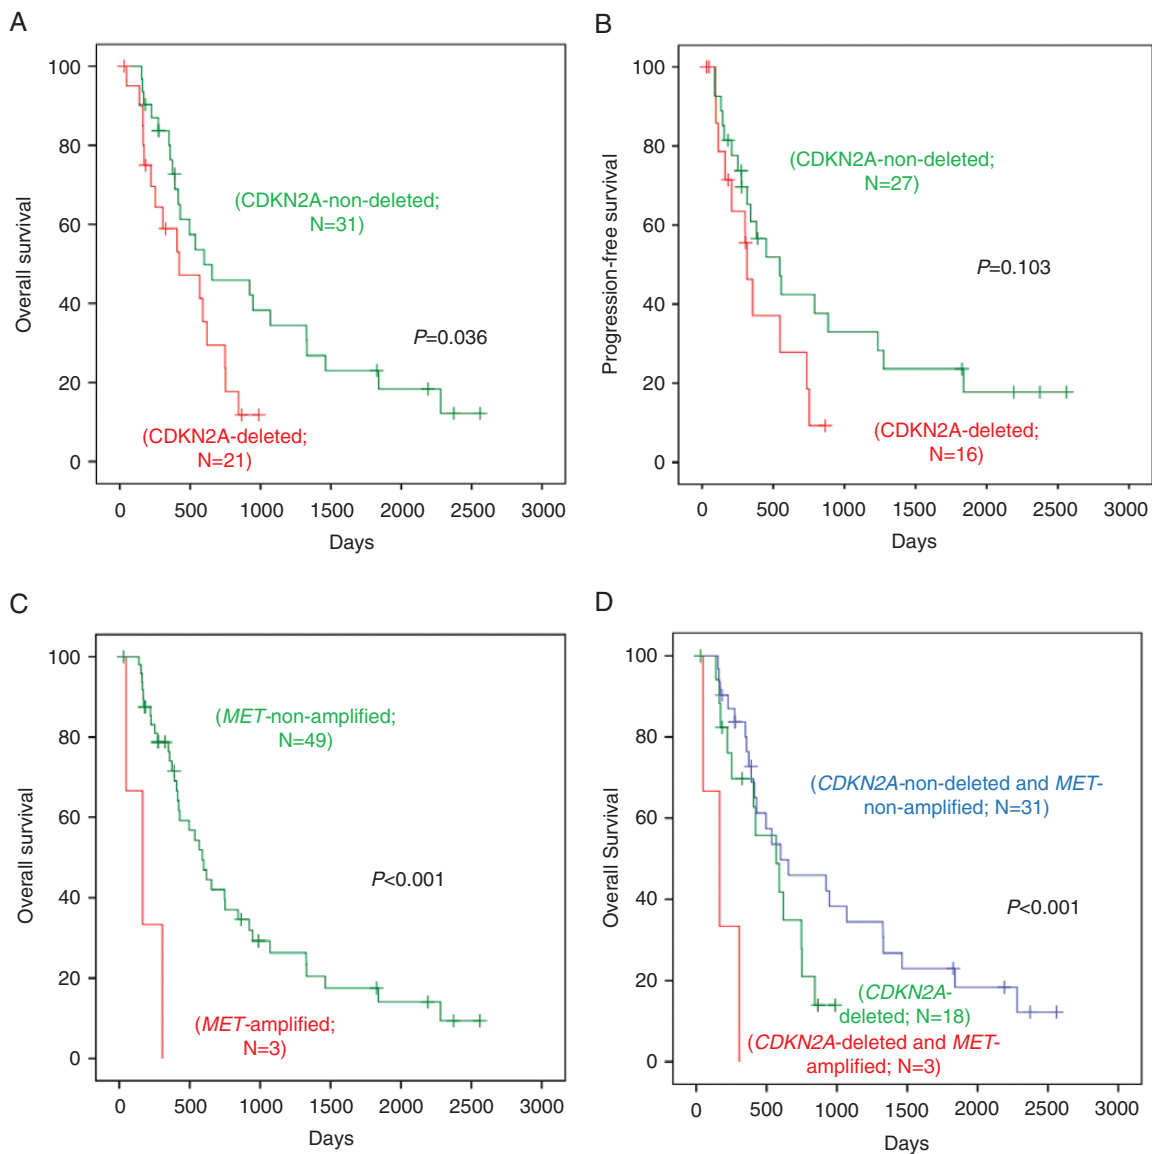 A
100
80
60
40
20
0
Overall survival
(CDKN2A-non-deleted;
N=31)
P=0.036
(CDKN2A-deleted;
N=21)
0 500 1000 1500 2000 2500 3000
Days
B
100
80
60
40
20
0
Progression-free survival
(CDKN2A-non-deleted;
N=27)
P=0.103
(CDKN2A-deleted;
N=16)
0 500 1000 1500 2000 2500 3000
Days
C
100
80
60
40
20
0
Overall survival
(MET-non-amplified;
N=49)
P<0.001
(MET-amplified;
N=3)
0 500 1000 1500 2000 2500 3000
Days
D
100
80
60
40
20
0
Overall Survival
(CDKN2A-non-deleted and MET-
non-amplified; N=31)
P<0.001
(CDKN2A-
deleted; N=18)
(CDKN2A-deleted and MET-
amplified; N=3)
0 500 1000 1500 2000 2500 3000
Days